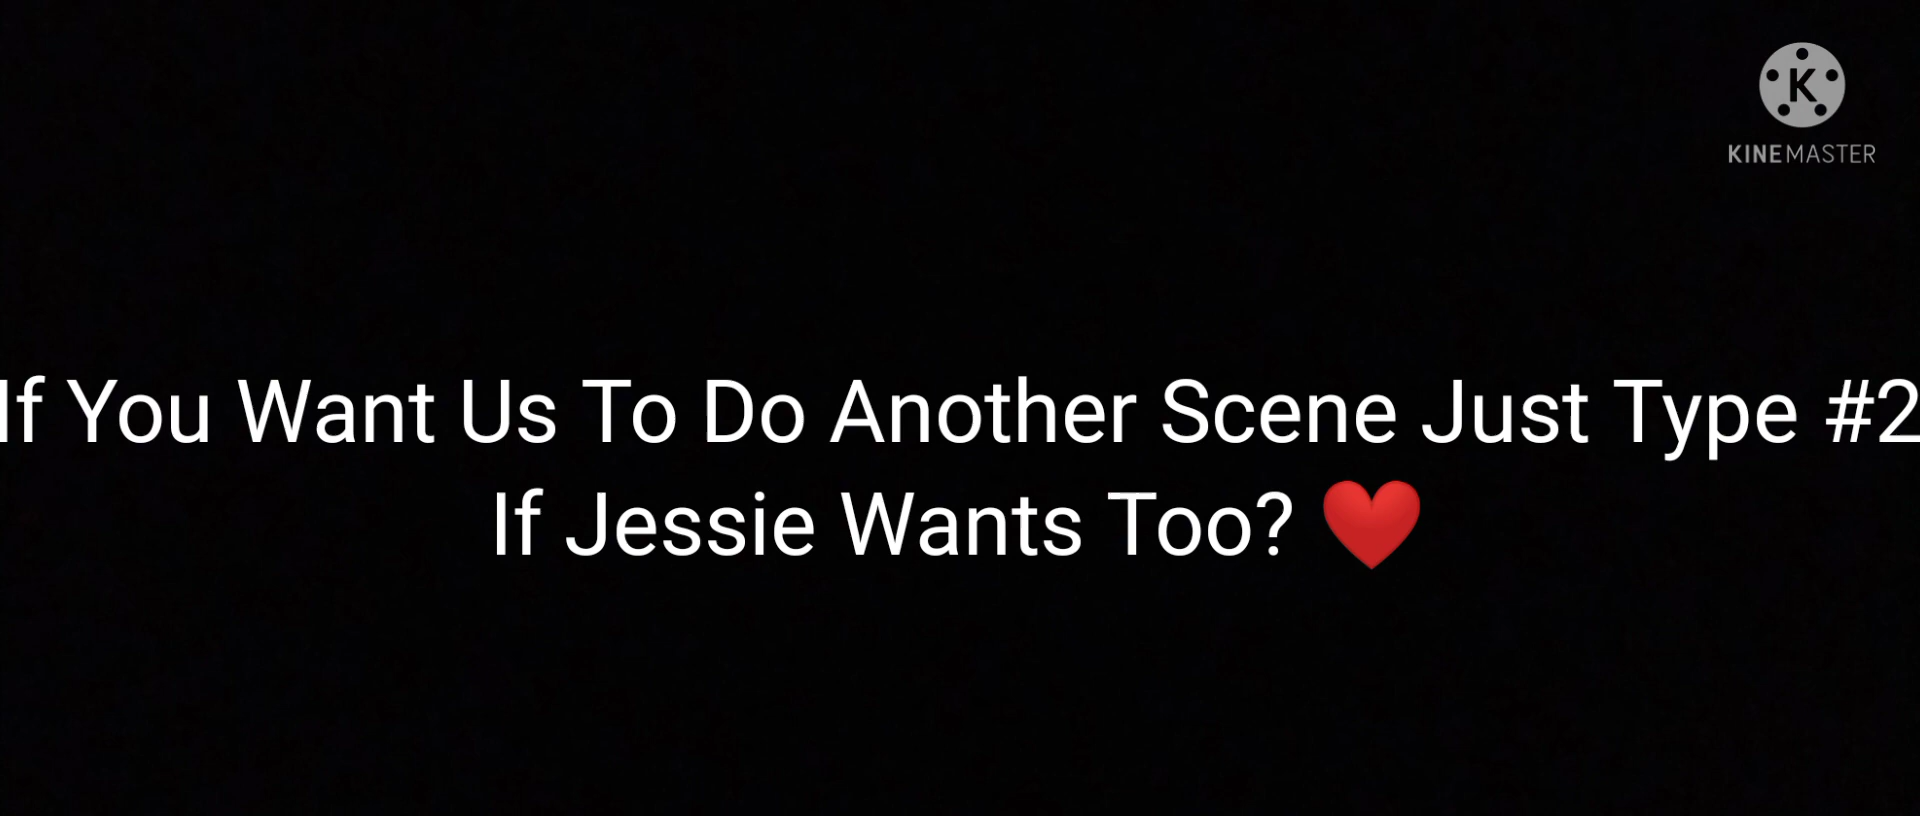 K
KINEMASTER
If You Want Us To Do Another Scene Just Type #2
If Jessie Wants Too? ❤️